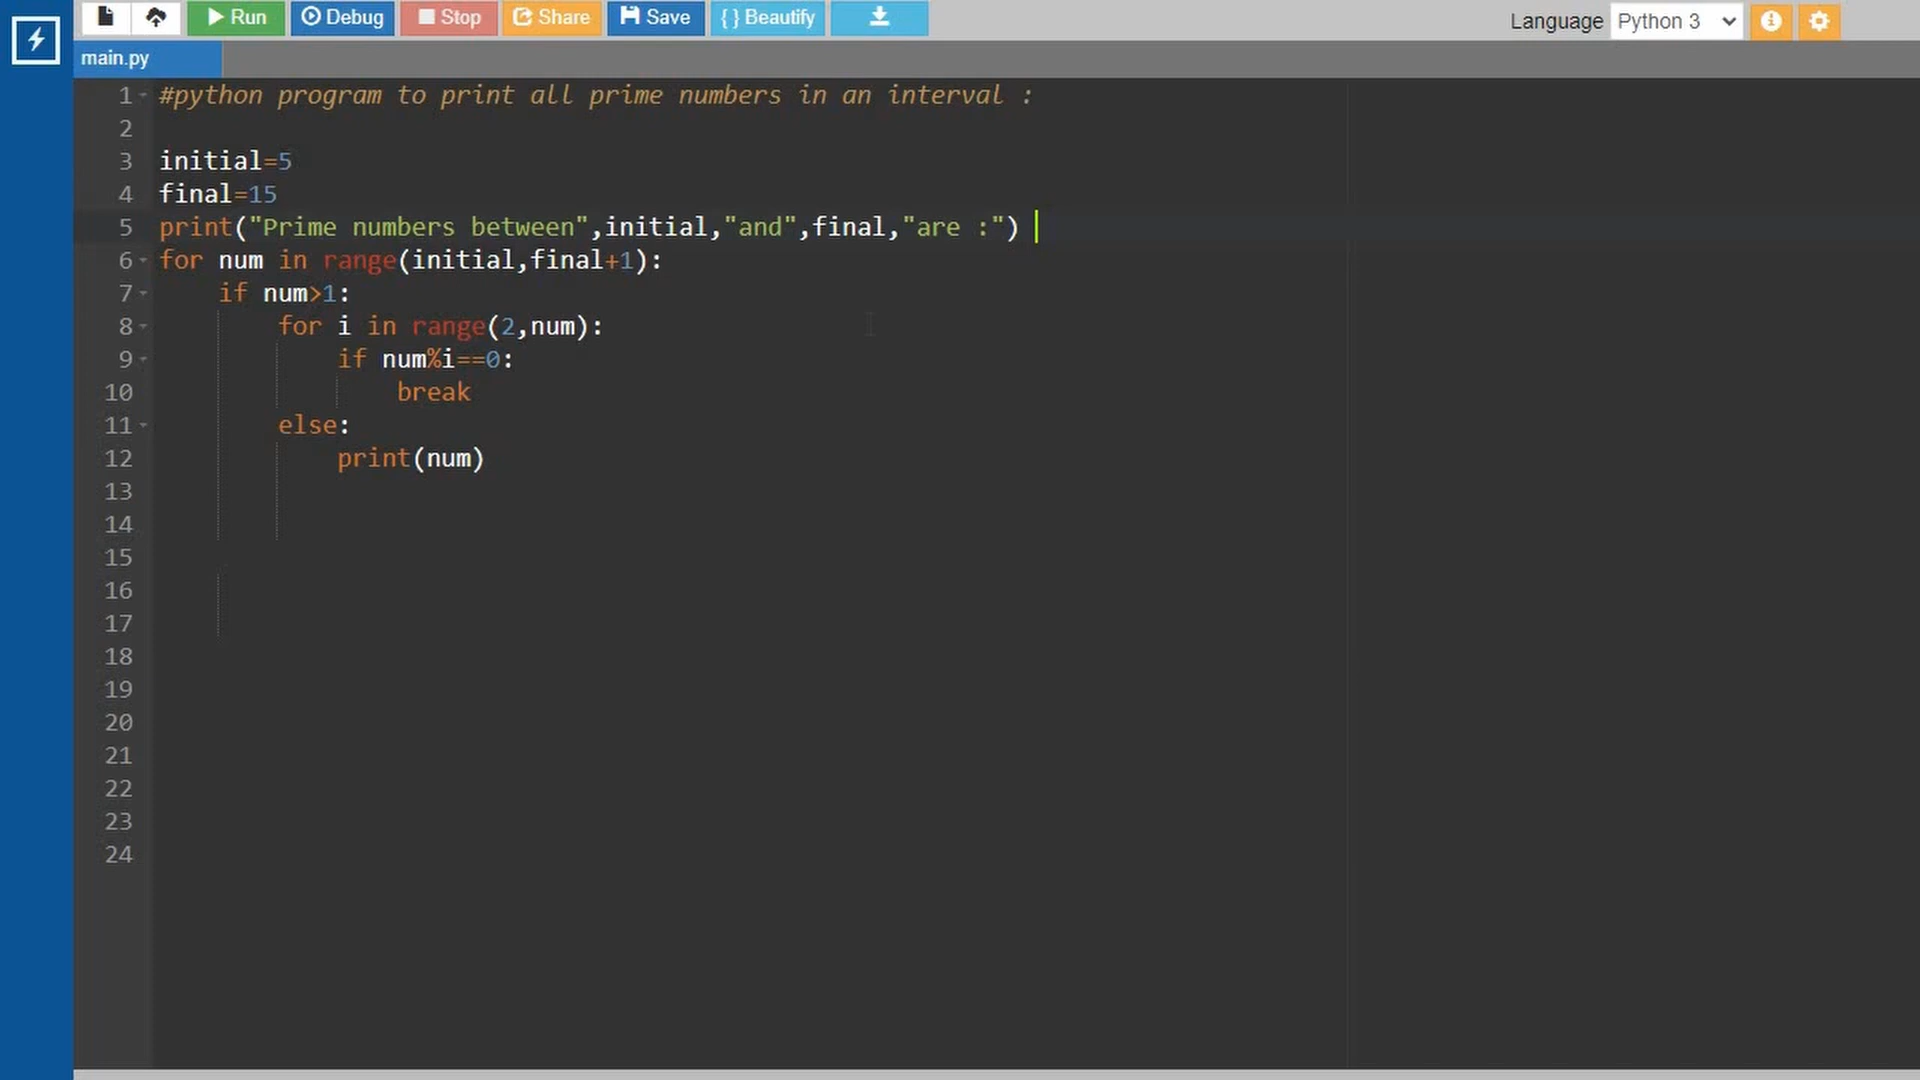 Run Debug Stop Share Save { } Beautify Language Python 3
main.py
1 #python program to print all prime numbers in an interval :
2
3 initial=5
4 final=15
5 print("Prime numbers between",initial,"and",final,"are :")
6 for num in range(initial,final+1):
7     if num>1:
8         for i in range(2,num):
9             if num%i==0:
10                 break
11         else:
12             print(num)
13
14
15
16
17
18
19
20
21
22
23
24